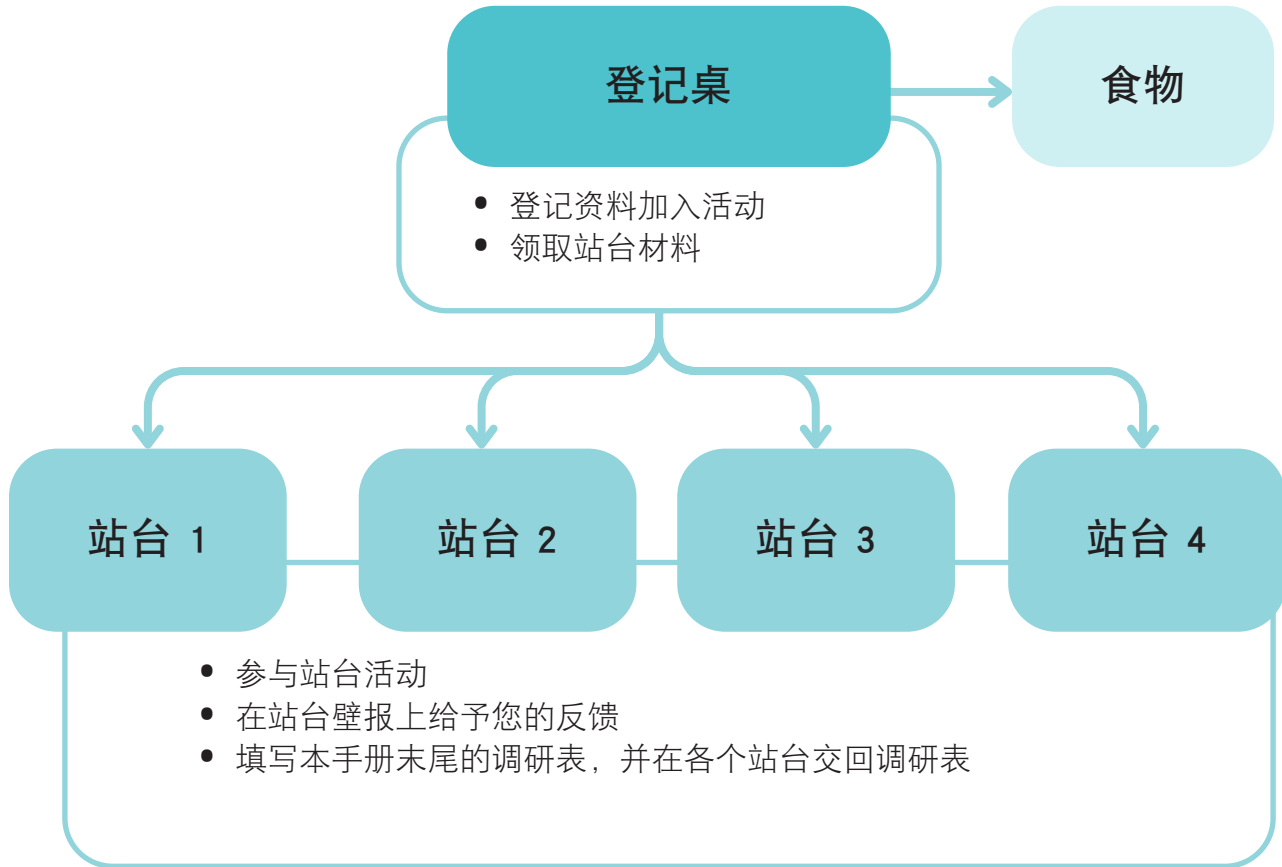 登记桌
食物
• 登记资料加入活动
• 领取站台材料
站台 1
站台 2
站台 3
站台 4
• 参与站台活动
• 在站台壁报上给予您的反馈
• 填写本手册末尾的调研表，并在各个站台交回调研表